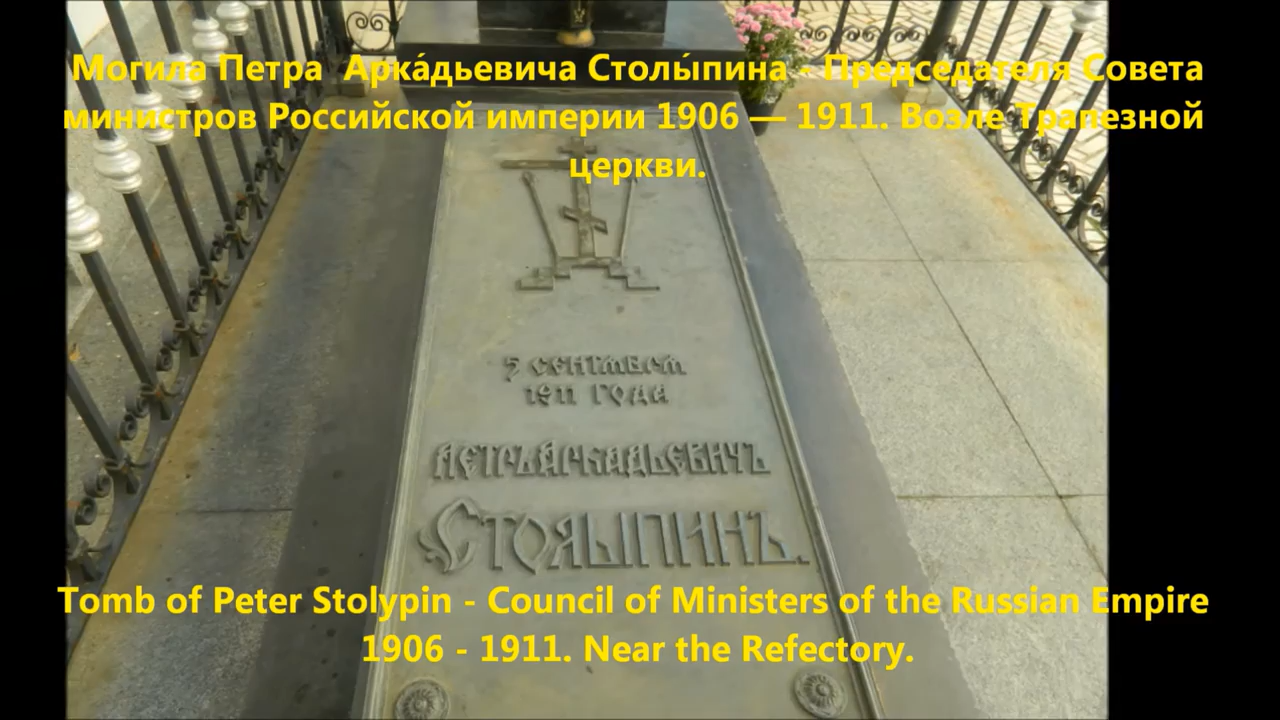 Могила Петра Арка́дьевича Столы́пина - Председателя Совета
министров Российской империи 1906 — 1911. Возле Трапезной
церкви.
5 сентября
1911 года
Петръ Аркадьевичъ
Столыпинъ.
Tomb of Peter Stolypin - Council of Ministers of the Russian Empire
1906 - 1911. Near the Refectory.